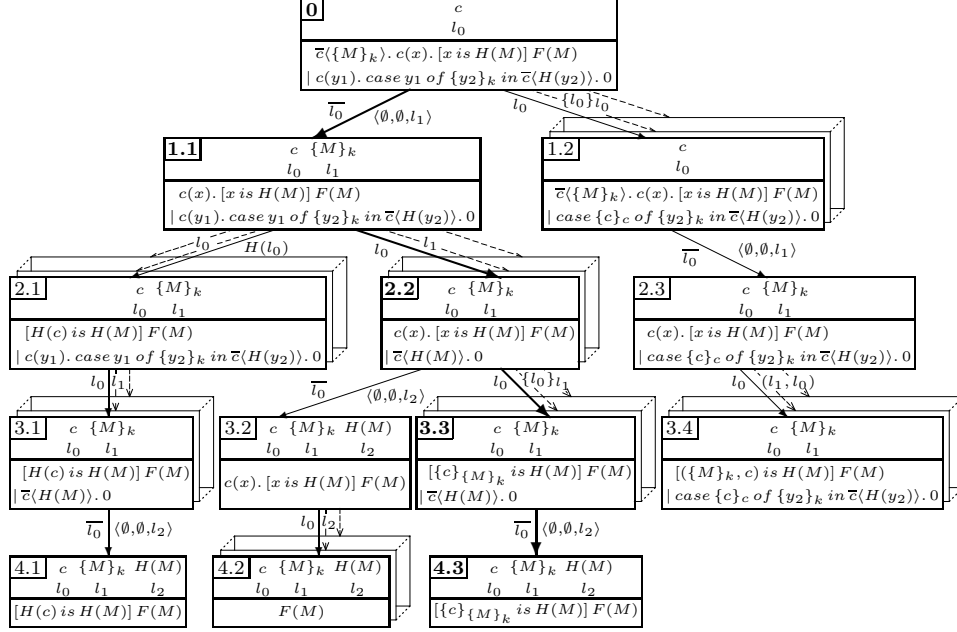 0 c
l₀
c̅⟨{M}ₖ⟩. c(x). [x is H(M)] F(M)
| c(y₁). case y₁ of {y₂}ₖ in c̅⟨H(y₂)⟩. 0
l̅₀ ⟨∅,∅,l₁⟩
l₀ {l₀}l₀
1.1 c {M}ₖ
l₀ l₁
c(x). [x is H(M)] F(M)
| c(y₁). case y₁ of {y₂}ₖ in c̅⟨H(y₂)⟩. 0
1.2 c
l₀
c̅⟨{M}ₖ⟩. c(x). [x is H(M)] F(M)
| case {c}c of {y₂}ₖ in c̅⟨H(y₂)⟩. 0
l₀ H(l₀)
l₀ l₁
l̅₀ ⟨∅,∅,l₁⟩
2.1 c {M}ₖ
l₀ l₁
[H(c) is H(M)] F(M)
| c(y₁). case y₁ of {y₂}ₖ in c̅⟨H(y₂)⟩. 0
2.2 c {M}ₖ
l₀ l₁
c(x). [x is H(M)] F(M)
| c̅⟨H(M)⟩. 0
2.3 c {M}ₖ
l₀ l₁
c(x). [x is H(M)] F(M)
| case {c}c of {y₂}ₖ in c̅⟨H(y₂)⟩. 0
l₀ l₁
l̅₀ ⟨∅,∅,l₂⟩
l₀ {l₀}l₁
l₀ (l₁, l₀)
3.1 c {M}ₖ
l₀ l₁
[H(c) is H(M)] F(M)
| c̅⟨H(M)⟩. 0
3.2 c {M}ₖ H(M)
l₀ l₁ l₂
c(x). [x is H(M)] F(M)
3.3 c {M}ₖ
l₀ l₁
[{c}{M}ₖ is H(M)] F(M)
| c̅⟨H(M)⟩. 0
3.4 c {M}ₖ
l₀ l₁
[({M}ₖ, c) is H(M)] F(M)
| case {c}c of {y₂}ₖ in c̅⟨H(y₂)⟩. 0
l̅₀ ⟨∅,∅,l₂⟩
l₀ l₂
l̅₀ ⟨∅,∅,l₂⟩
4.1 c {M}ₖ H(M)
l₀ l₁ l₂
[H(c) is H(M)] F(M)
4.2 c {M}ₖ H(M)
l₀ l₁ l₂
F(M)
4.3 c {M}ₖ H(M)
l₀ l₁ l₂
[{c}{M}ₖ is H(M)] F(M)